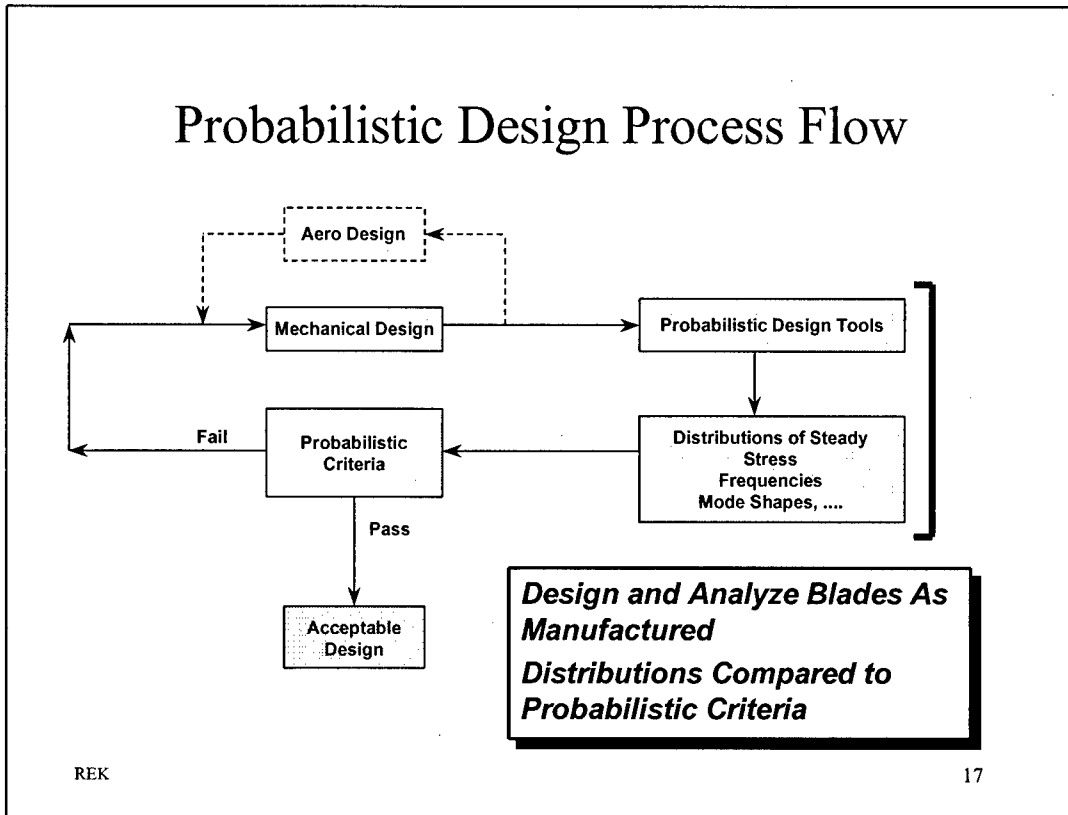 Probabilistic Design Process Flow
Aero Design
Mechanical Design
Probabilistic Design Tools
Fail
Probabilistic
Criteria
Distributions of Steady
Stress
Frequencies
Mode Shapes, ....
Pass
Acceptable
Design
Design and Analyze Blades As
Manufactured
Distributions Compared to
Probabilistic Criteria
REK
17